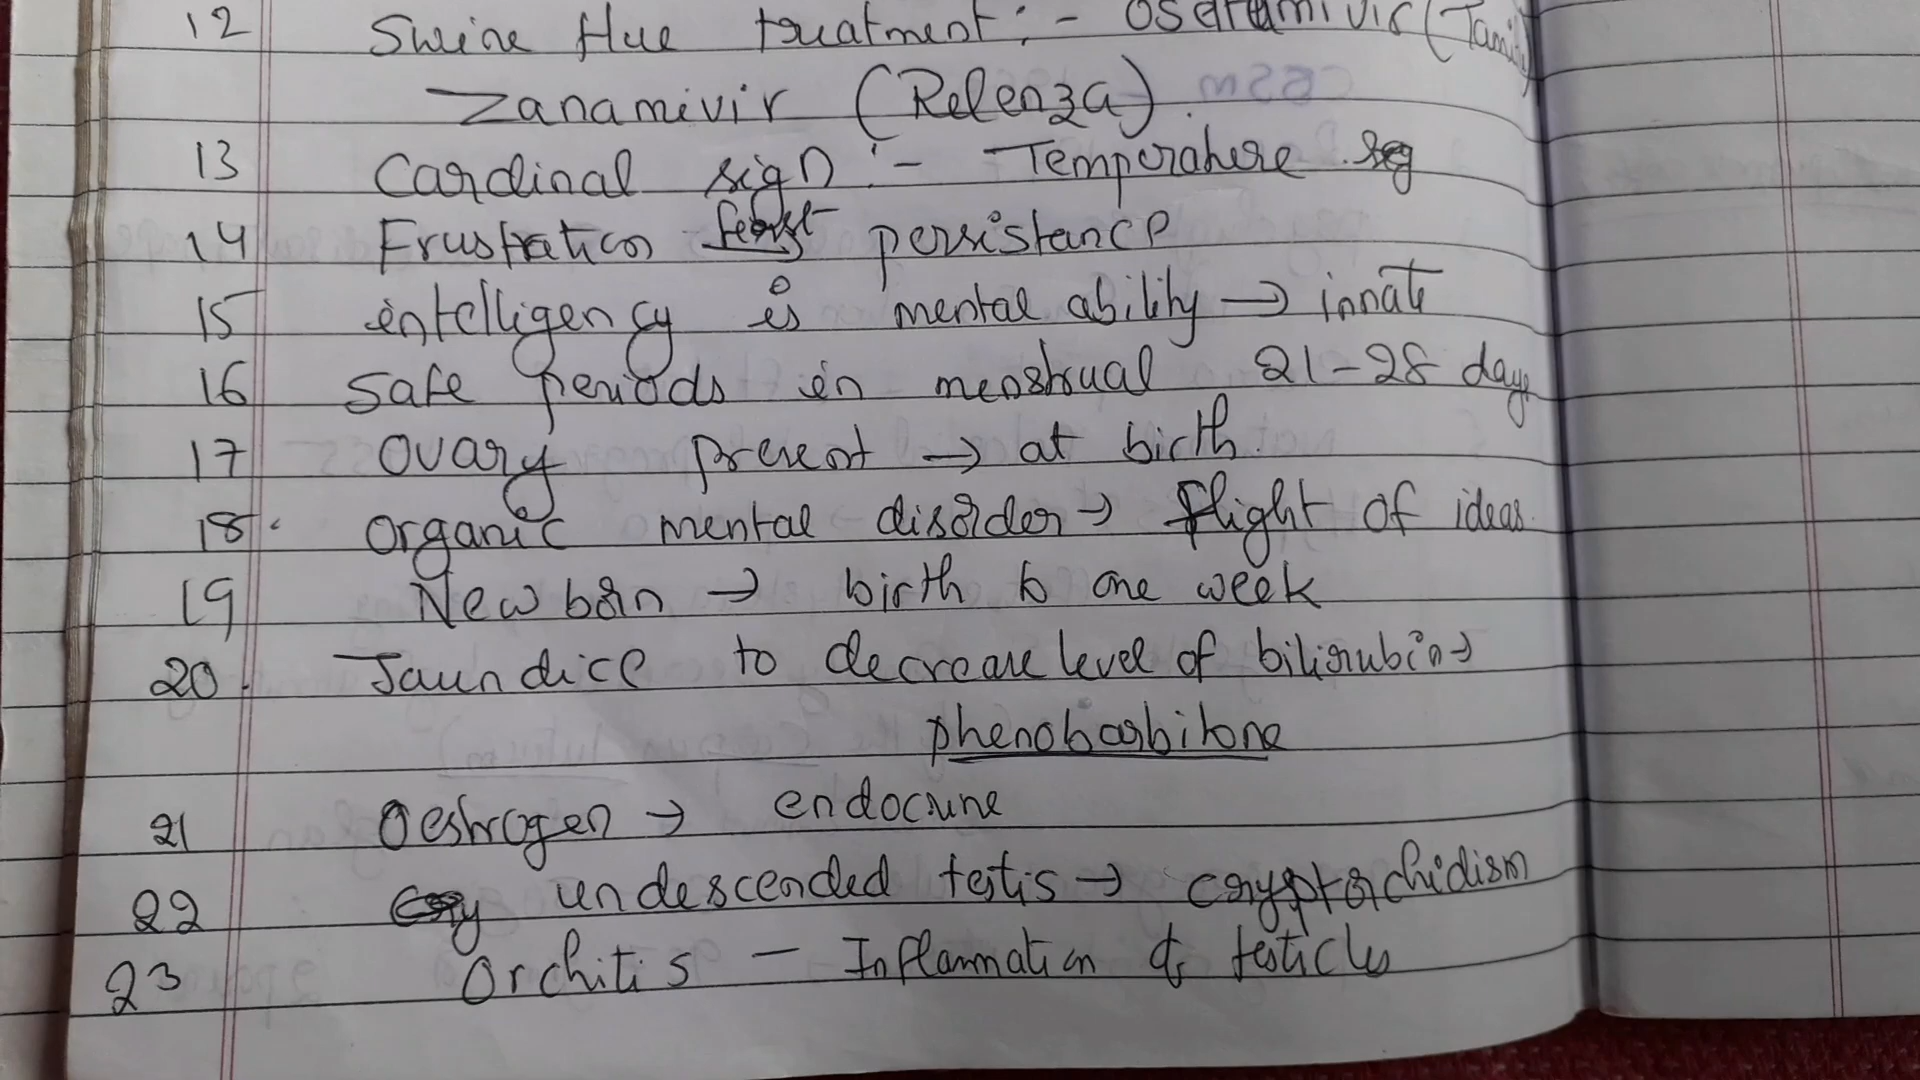 12 Swine flue treatment :- Oseltamivir (Tami
Zanamivir (Relenza)
13 Cardinal sign :- Temperature
14 Frustration persistance
15 intelligency is mental ability → innate
16 Safe periods in menstrual 21-28 days
17 Ovary present → at birth.
18. Organic mental disorder → flight of ideas.
19 New born → birth to one week
20. Jaundice to decrease level of bilirubin →
phenobarbitone
21 Oestrogen → endocrine
22 undescended testis → cryptorchidism
23 Orchitis - Inflammation of testicles